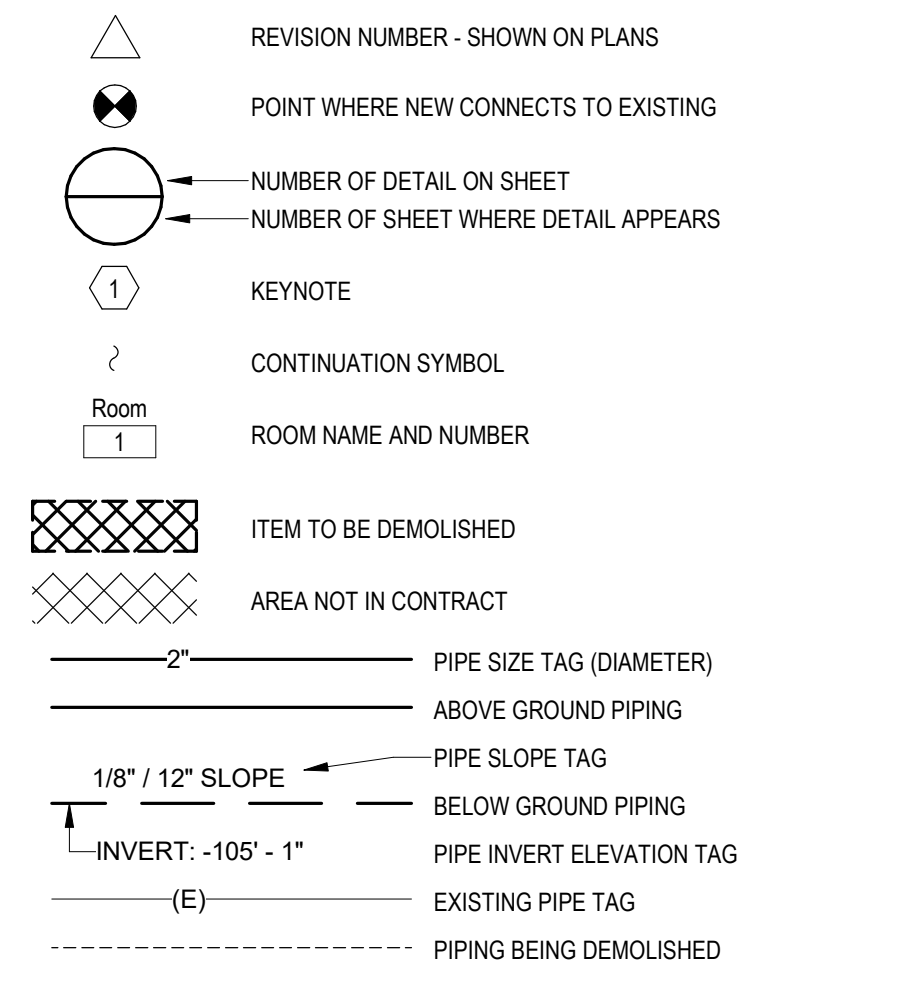 REVISION NUMBER - SHOWN ON PLANS
POINT WHERE NEW CONNECTS TO EXISTING
NUMBER OF DETAIL ON SHEET
NUMBER OF SHEET WHERE DETAIL APPEARS
1 KEYNOTE
CONTINUATION SYMBOL
Room
1 ROOM NAME AND NUMBER
ITEM TO BE DEMOLISHED
AREA NOT IN CONTRACT
2" PIPE SIZE TAG (DIAMETER)
ABOVE GROUND PIPING
PIPE SLOPE TAG
1/8" / 12" SLOPE
BELOW GROUND PIPING
INVERT: -105' - 1" PIPE INVERT ELEVATION TAG
(E) EXISTING PIPE TAG
PIPING BEING DEMOLISHED